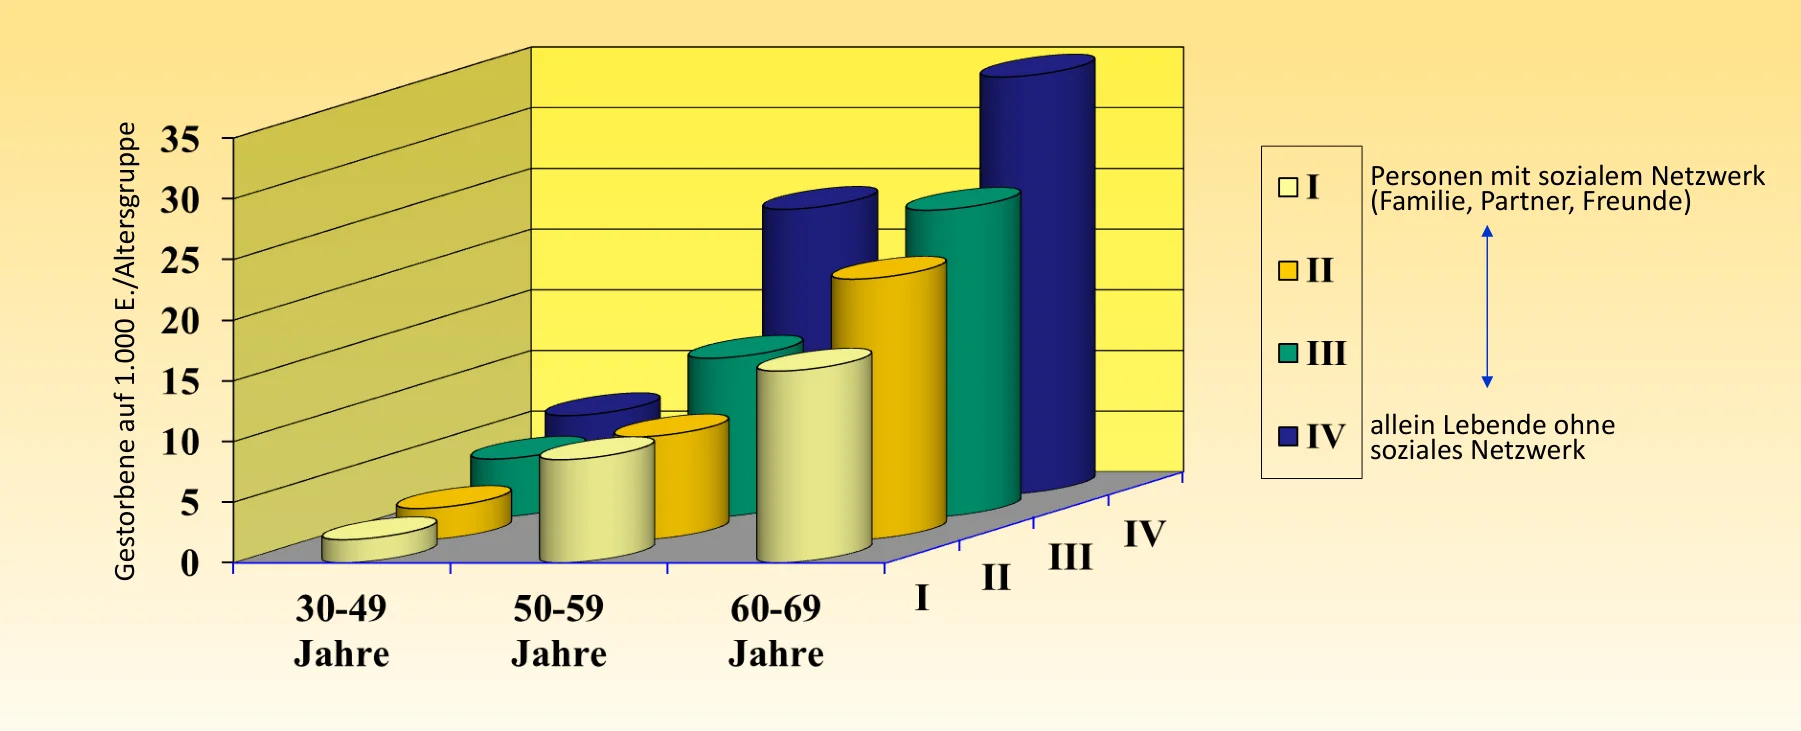 Gestorbene auf 1.000 E./Altersgruppe
35
30
25
20
15
10
5
0
30-49
Jahre
50-59
Jahre
60-69
Jahre
I
II
III
IV
I
Personen mit sozialem Netzwerk
(Familie, Partner, Freunde)
II
III
IV
allein Lebende ohne
soziales Netzwerk